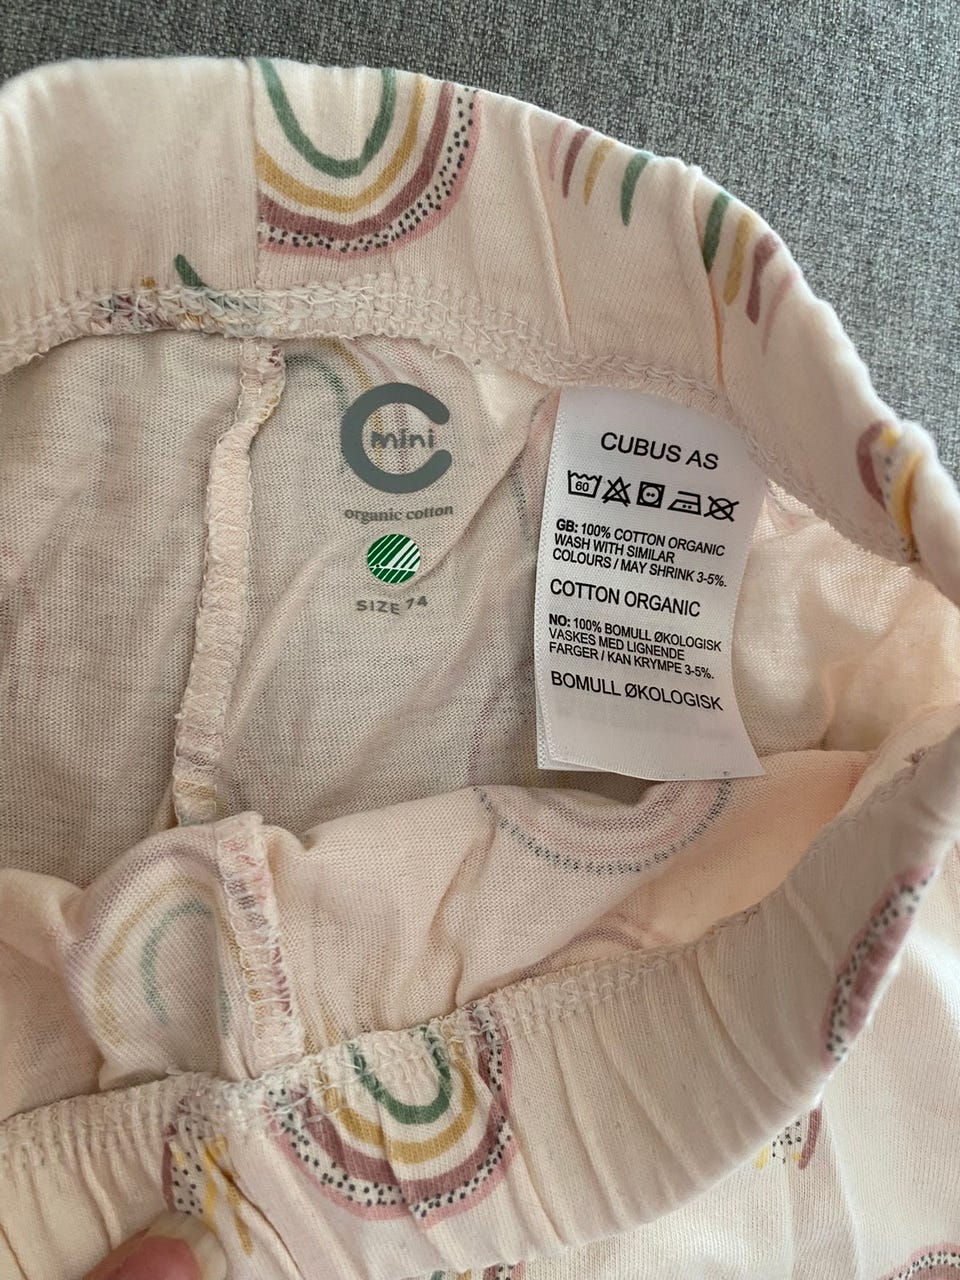 mini
organic cotton
SIZE 74
CUBUS AS
60
GB: 100% COTTON ORGANIC
WASH WITH SIMILAR
COLOURS / MAY SHRINK 3-5%.
COTTON ORGANIC
NO: 100% BOMULL ØKOLOGISK
VASKES MED LIGNENDE
FARGER / KAN KRYMPE 3-5%.
BOMULL ØKOLOGISK